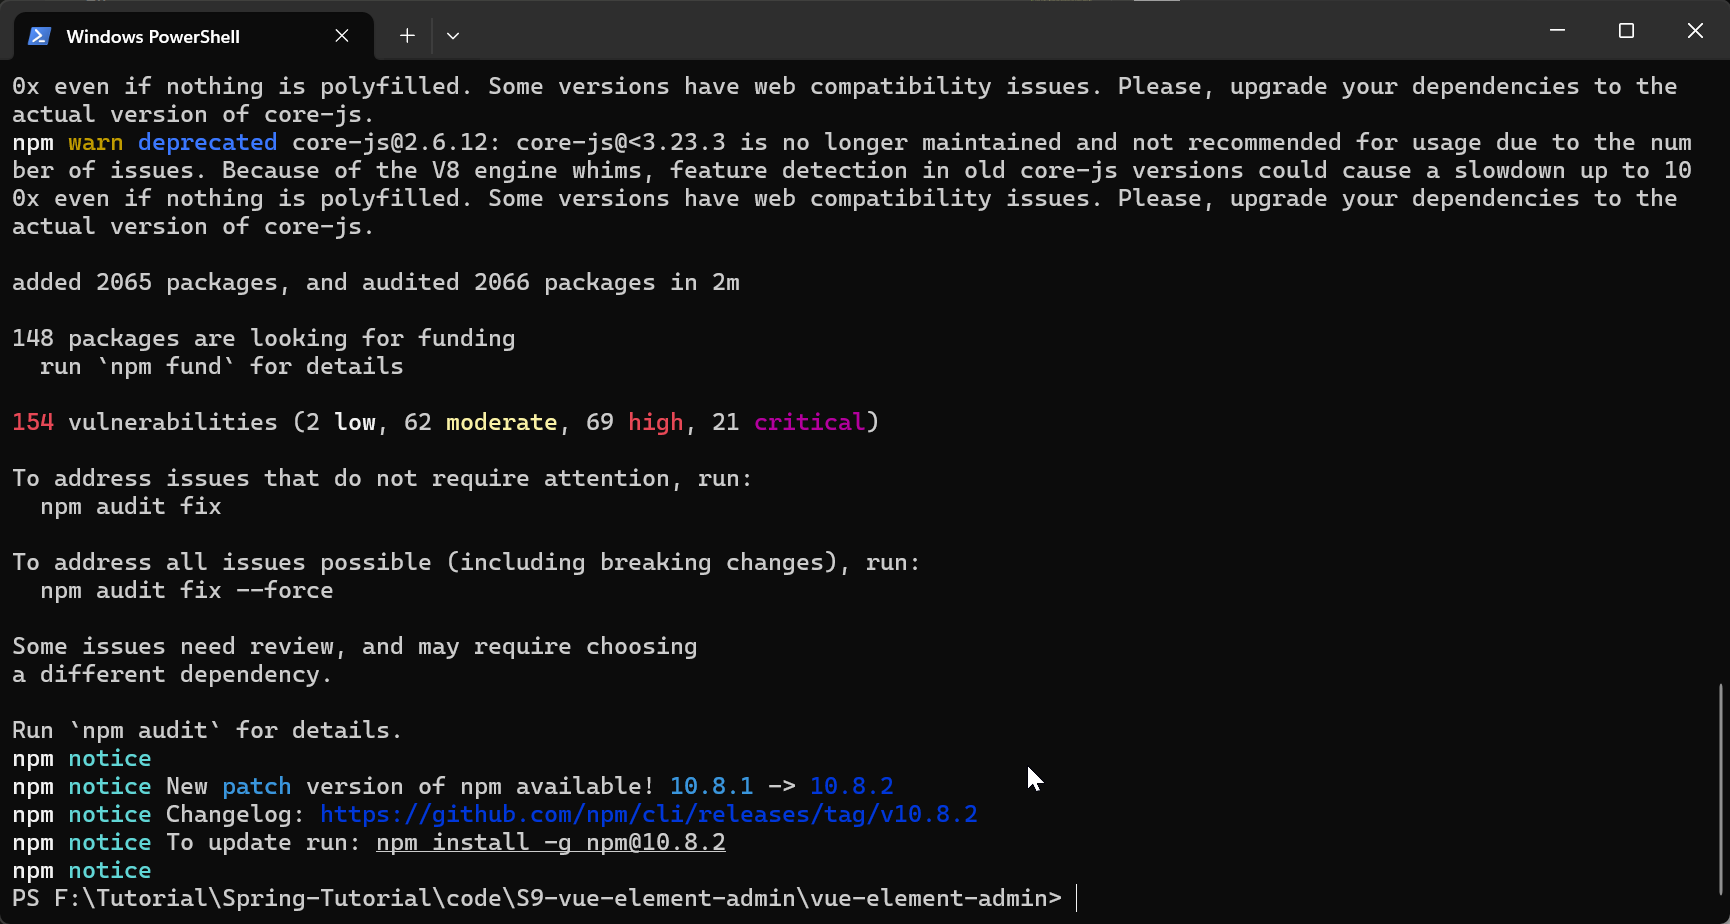 Windows PowerShell
0x even if nothing is polyfilled. Some versions have web compatibility issues. Please, upgrade your dependencies to the
actual version of core-js.
npm warn deprecated core-js@2.6.12: core-js@<3.23.3 is no longer maintained and not recommended for usage due to the num
ber of issues. Because of the V8 engine whims, feature detection in old core-js versions could cause a slowdown up to 10
0x even if nothing is polyfilled. Some versions have web compatibility issues. Please, upgrade your dependencies to the
actual version of core-js.
added 2065 packages, and audited 2066 packages in 2m
148 packages are looking for funding
  run `npm fund` for details
154 vulnerabilities (2 low, 62 moderate, 69 high, 21 critical)
To address issues that do not require attention, run:
  npm audit fix
To address all issues possible (including breaking changes), run:
  npm audit fix --force
Some issues need review, and may require choosing
a different dependency.
Run `npm audit` for details.
npm notice
npm notice New patch version of npm available! 10.8.1 -> 10.8.2
npm notice Changelog: https://github.com/npm/cli/releases/tag/v10.8.2
npm notice To update run: npm install -g npm@10.8.2
npm notice
PS F:\Tutorial\Spring-Tutorial\code\S9-vue-element-admin\vue-element-admin>